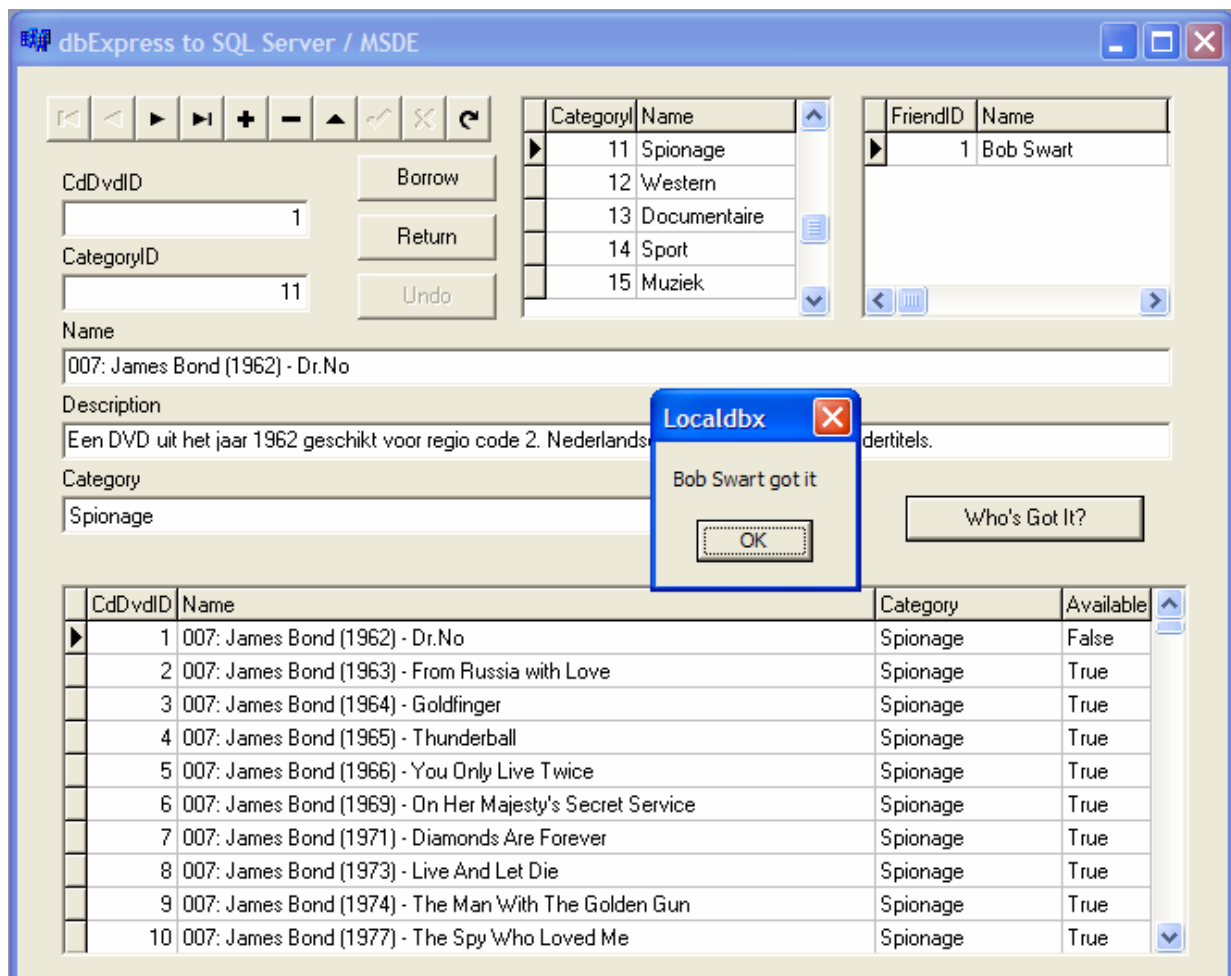 dbExpress to SQL Server / MSDE
CategoryI Name
11 Spionage
12 Western
13 Documentaire
14 Sport
15 Muziek
FriendID Name
1 Bob Swart
CdDvdID
1
Borrow
CategoryID
11
Return
Undo
Name
007: James Bond (1962) - Dr.No
Description
Een DVD uit het jaar 1962 geschikt voor regio code 2. Nederlands dertitels.
Category
Spionage
Localdbx
Bob Swart got it
OK
Who's Got It?
CdDvdID Name Category Available
1 007: James Bond (1962) - Dr.No Spionage False
2 007: James Bond (1963) - From Russia with Love Spionage True
3 007: James Bond (1964) - Goldfinger Spionage True
4 007: James Bond (1965) - Thunderball Spionage True
5 007: James Bond (1966) - You Only Live Twice Spionage True
6 007: James Bond (1969) - On Her Majesty's Secret Service Spionage True
7 007: James Bond (1971) - Diamonds Are Forever Spionage True
8 007: James Bond (1973) - Live And Let Die Spionage True
9 007: James Bond (1974) - The Man With The Golden Gun Spionage True
10 007: James Bond (1977) - The Spy Who Loved Me Spionage True